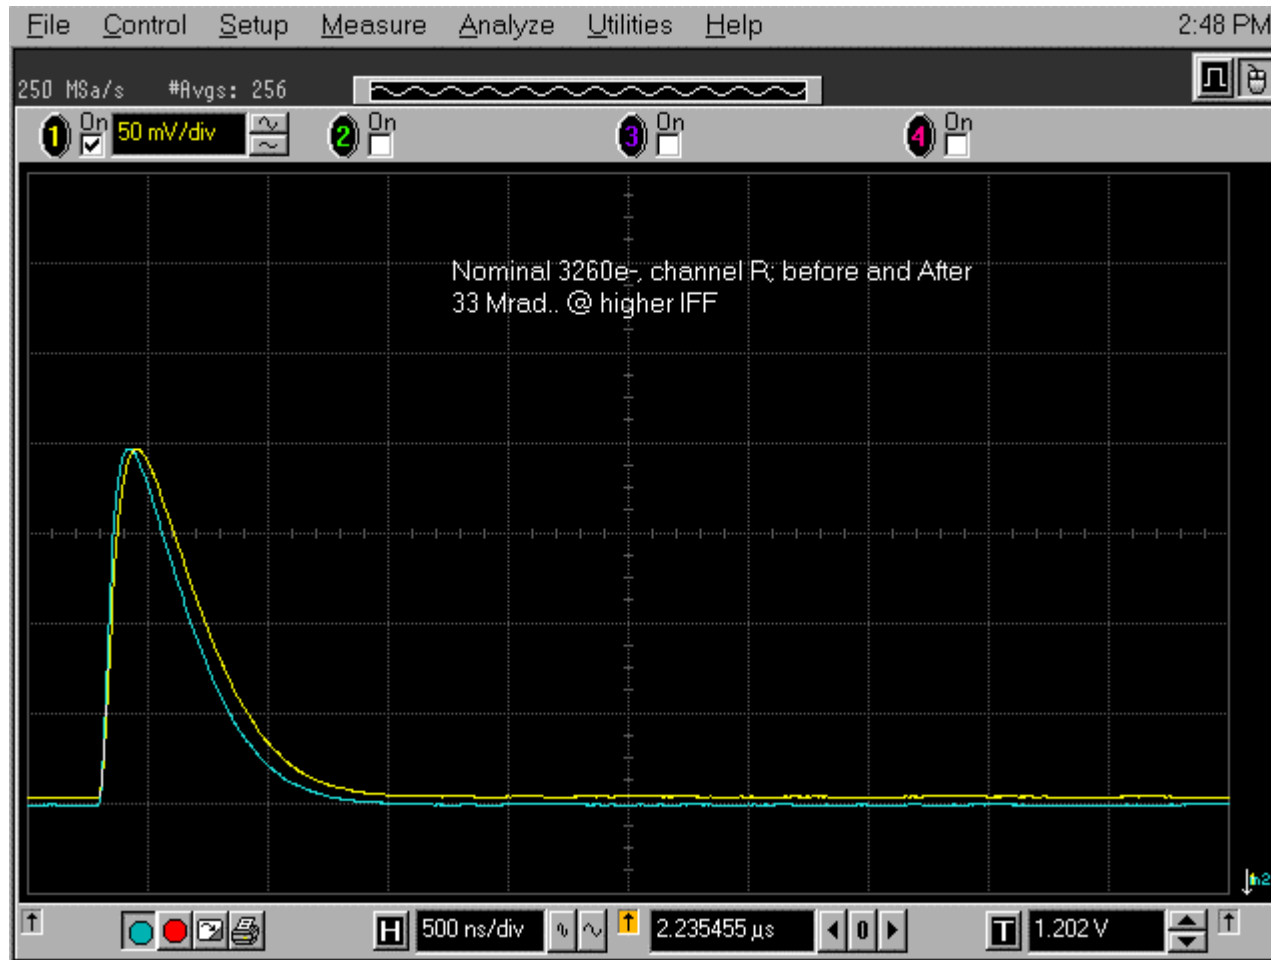 File Control Setup Measure Analyze Utilities Help 2:48 PM
250 MSa/s #Avgs: 256
1 On 50 mV/div 2 On 3 On 4 On
Nominal 3260e-, channel R; before and After
33 Mrad.. @ higher IFF
H 500 ns/div 2.235455 µs 0 T 1.202 V